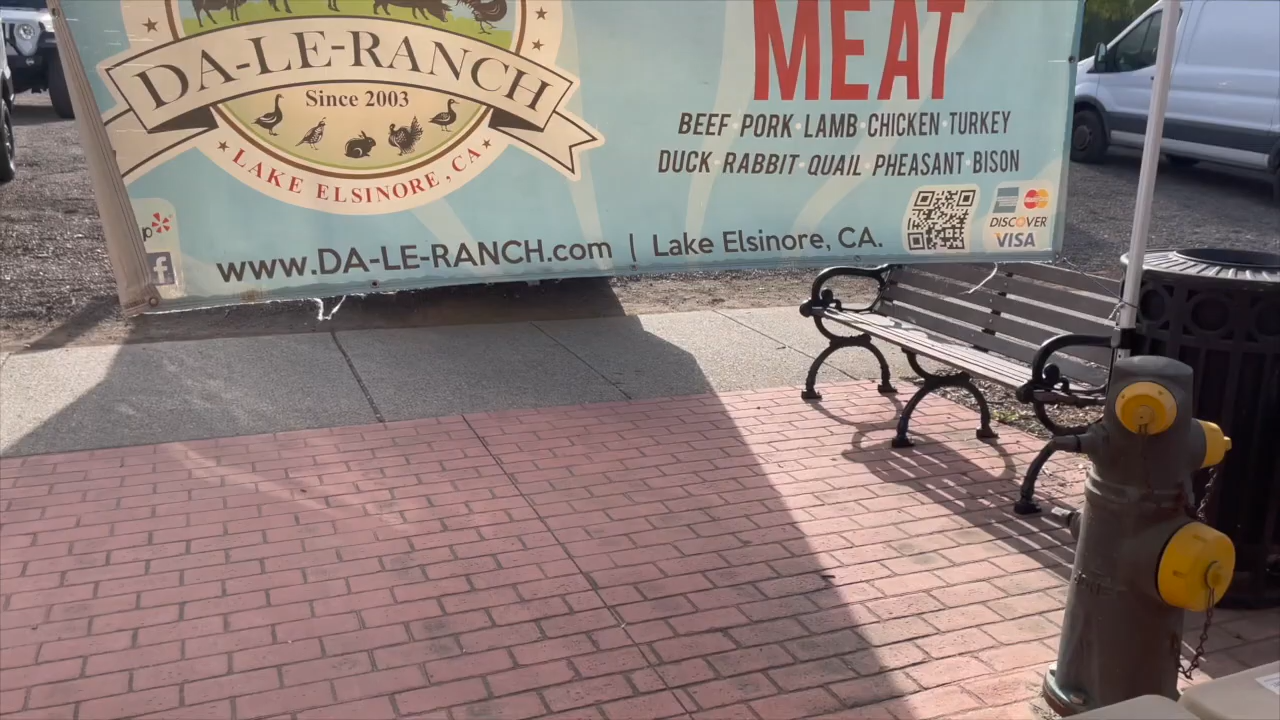 MEAT
DA-LE-RANCH
Since 2003
LAKE ELSINORE, CA
BEEF PORK LAMB CHICKEN TURKEY
DUCK RABBIT QUAIL PHEASANT BISON
DISCOVER
VISA
www.DA-LE-RANCH.com | Lake Elsinore, CA.
f